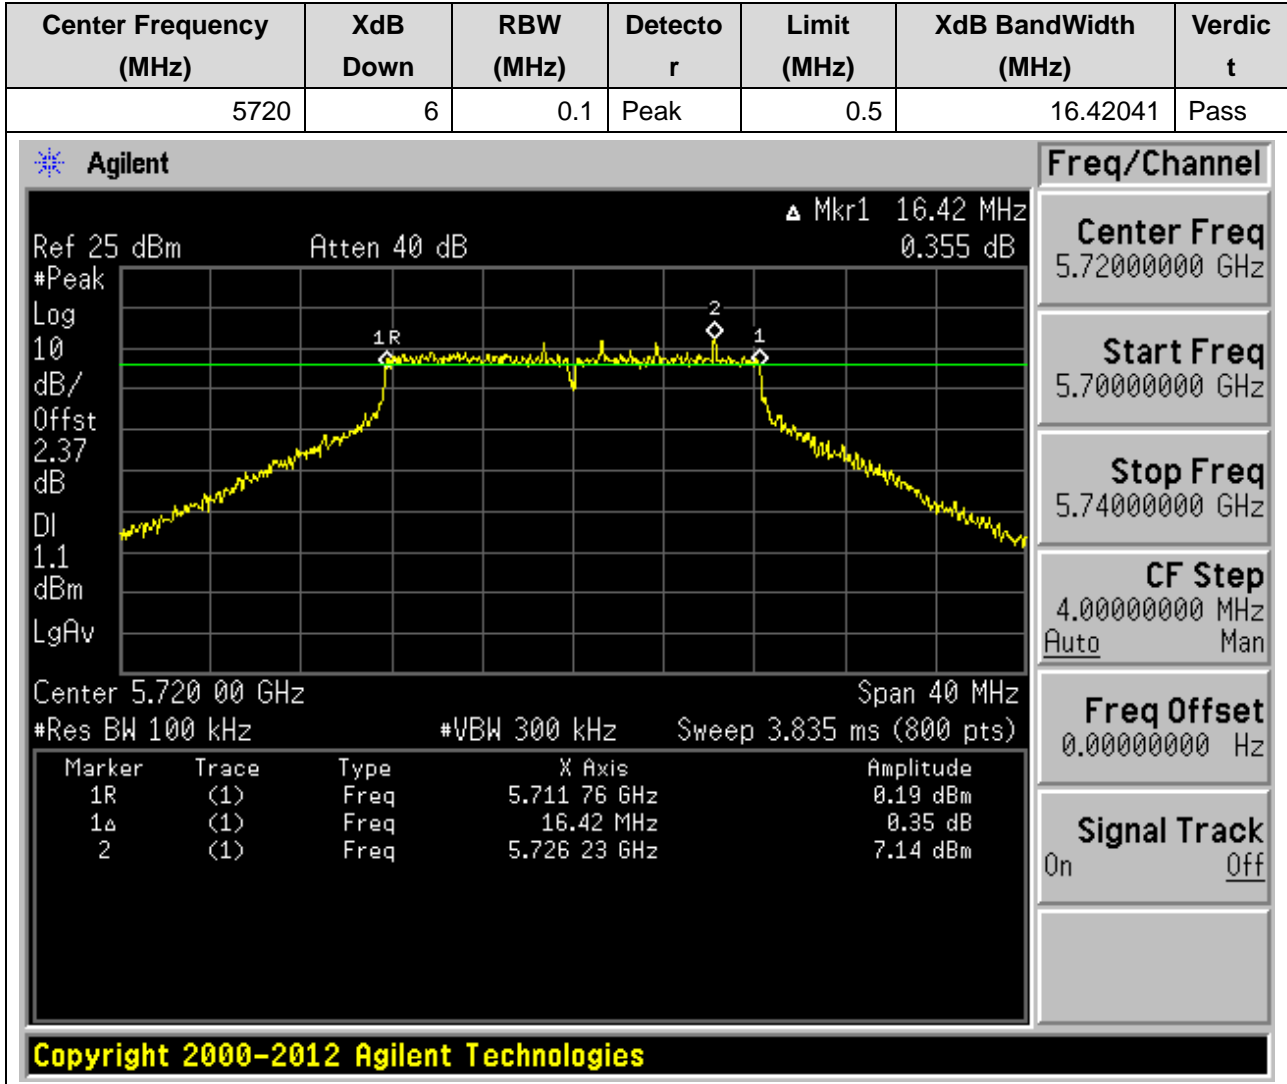 Center Frequency XdB RBW Detecto Limit XdB BandWidth Verdic
(MHz) Down (MHz) r (MHz) (MHz) t
5720 6 0.1 Peak 0.5 16.42041 Pass
Agilent Freq/Channel
Δ Mkr1 16.42 MHz
Ref 25 dBm Atten 40 dB 0.355 dB
#Peak
Log
10
dB/
Offst
2.37
dB
DI
1.1
dBm
LgAv
1R
2
1
Center 5.720 00 GHz Span 40 MHz
#Res BW 100 kHz #VBW 300 kHz Sweep 3.835 ms (800 pts)
Marker Trace Type X Axis Amplitude
1R (1) Freq 5.711 76 GHz 0.19 dBm
1Δ (1) Freq 16.42 MHz 0.35 dB
2 (1) Freq 5.726 23 GHz 7.14 dBm
Center Freq
5.72000000 GHz
Start Freq
5.70000000 GHz
Stop Freq
5.74000000 GHz
CF Step
4.00000000 MHz
Auto Man
Freq Offset
0.00000000 Hz
Signal Track
On Off
Copyright 2000-2012 Agilent Technologies